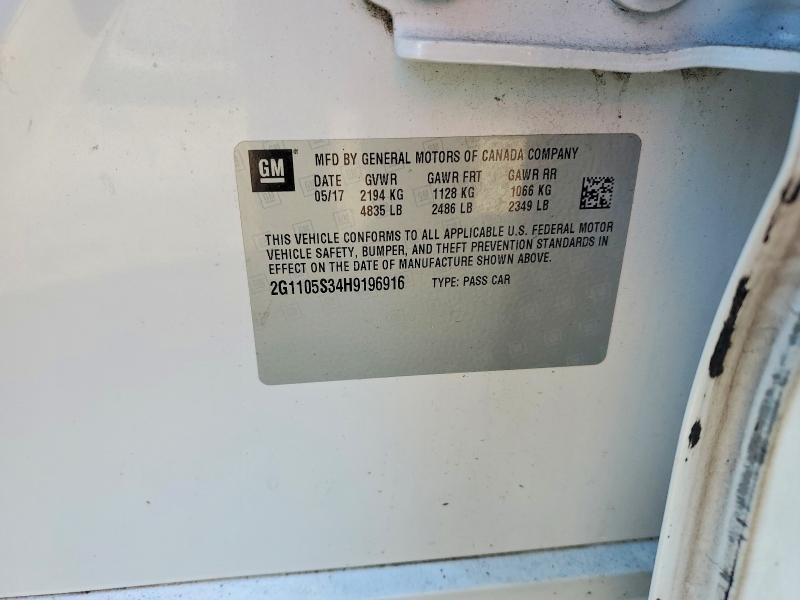 GM MFD BY GENERAL MOTORS OF CANADA COMPANY
DATE GVWR GAWR FRT GAWR RR
05/17 2194 KG 1128 KG 1066 KG
4835 LB 2486 LB 2349 LB
THIS VEHICLE CONFORMS TO ALL APPLICABLE U.S. FEDERAL MOTOR
VEHICLE SAFETY, BUMPER, AND THEFT PREVENTION STANDARDS IN
EFFECT ON THE DATE OF MANUFACTURE SHOWN ABOVE.
2G1105S34H9196916 TYPE: PASS CAR